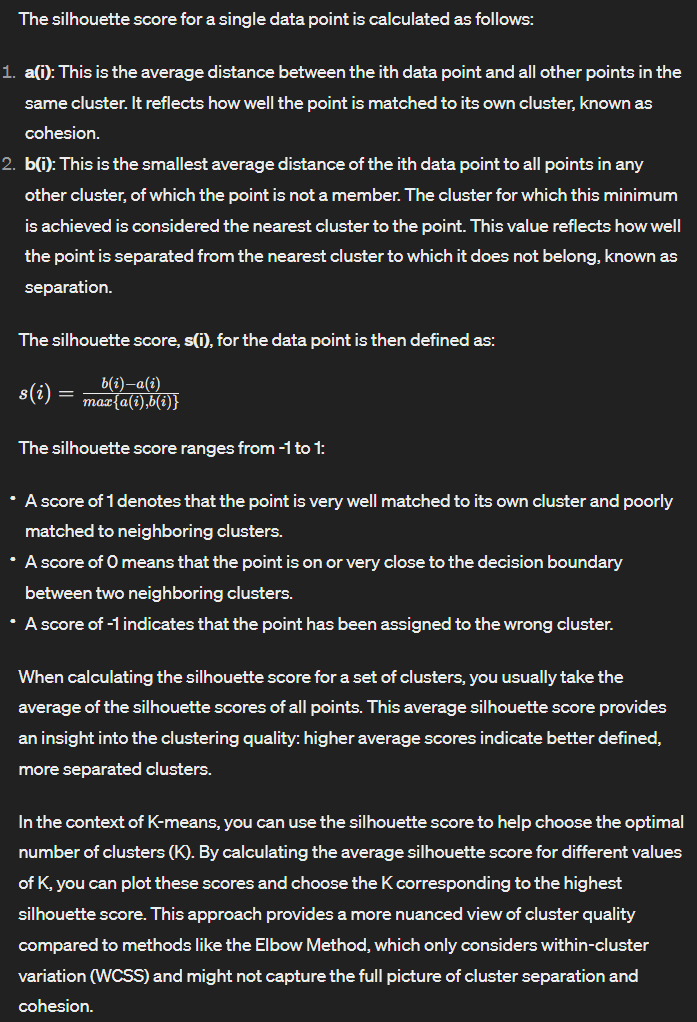 The silhouette score for a single data point is calculated as follows:
1. a(i): This is the average distance between the ith data point and all other points in the
same cluster. It reflects how well the point is matched to its own cluster, known as
cohesion.
2. b(i): This is the smallest average distance of the ith data point to all points in any
other cluster, of which the point is not a member. The cluster for which this minimum
is achieved is considered the nearest cluster to the point. This value reflects how well
the point is separated from the nearest cluster to which it does not belong, known as
separation.
The silhouette score, s(i), for the data point is then defined as:
s(i) = b(i)−a(i) / max{a(i),b(i)}
The silhouette score ranges from -1 to 1:
• A score of 1 denotes that the point is very well matched to its own cluster and poorly
matched to neighboring clusters.
• A score of 0 means that the point is on or very close to the decision boundary
between two neighboring clusters.
• A score of -1 indicates that the point has been assigned to the wrong cluster.
When calculating the silhouette score for a set of clusters, you usually take the
average of the silhouette scores of all points. This average silhouette score provides
an insight into the clustering quality: higher average scores indicate better defined,
more separated clusters.
In the context of K-means, you can use the silhouette score to help choose the optimal
number of clusters (K). By calculating the average silhouette score for different values
of K, you can plot these scores and choose the K corresponding to the highest
silhouette score. This approach provides a more nuanced view of cluster quality
compared to methods like the Elbow Method, which only considers within-cluster
variation (WCSS) and might not capture the full picture of cluster separation and
cohesion.